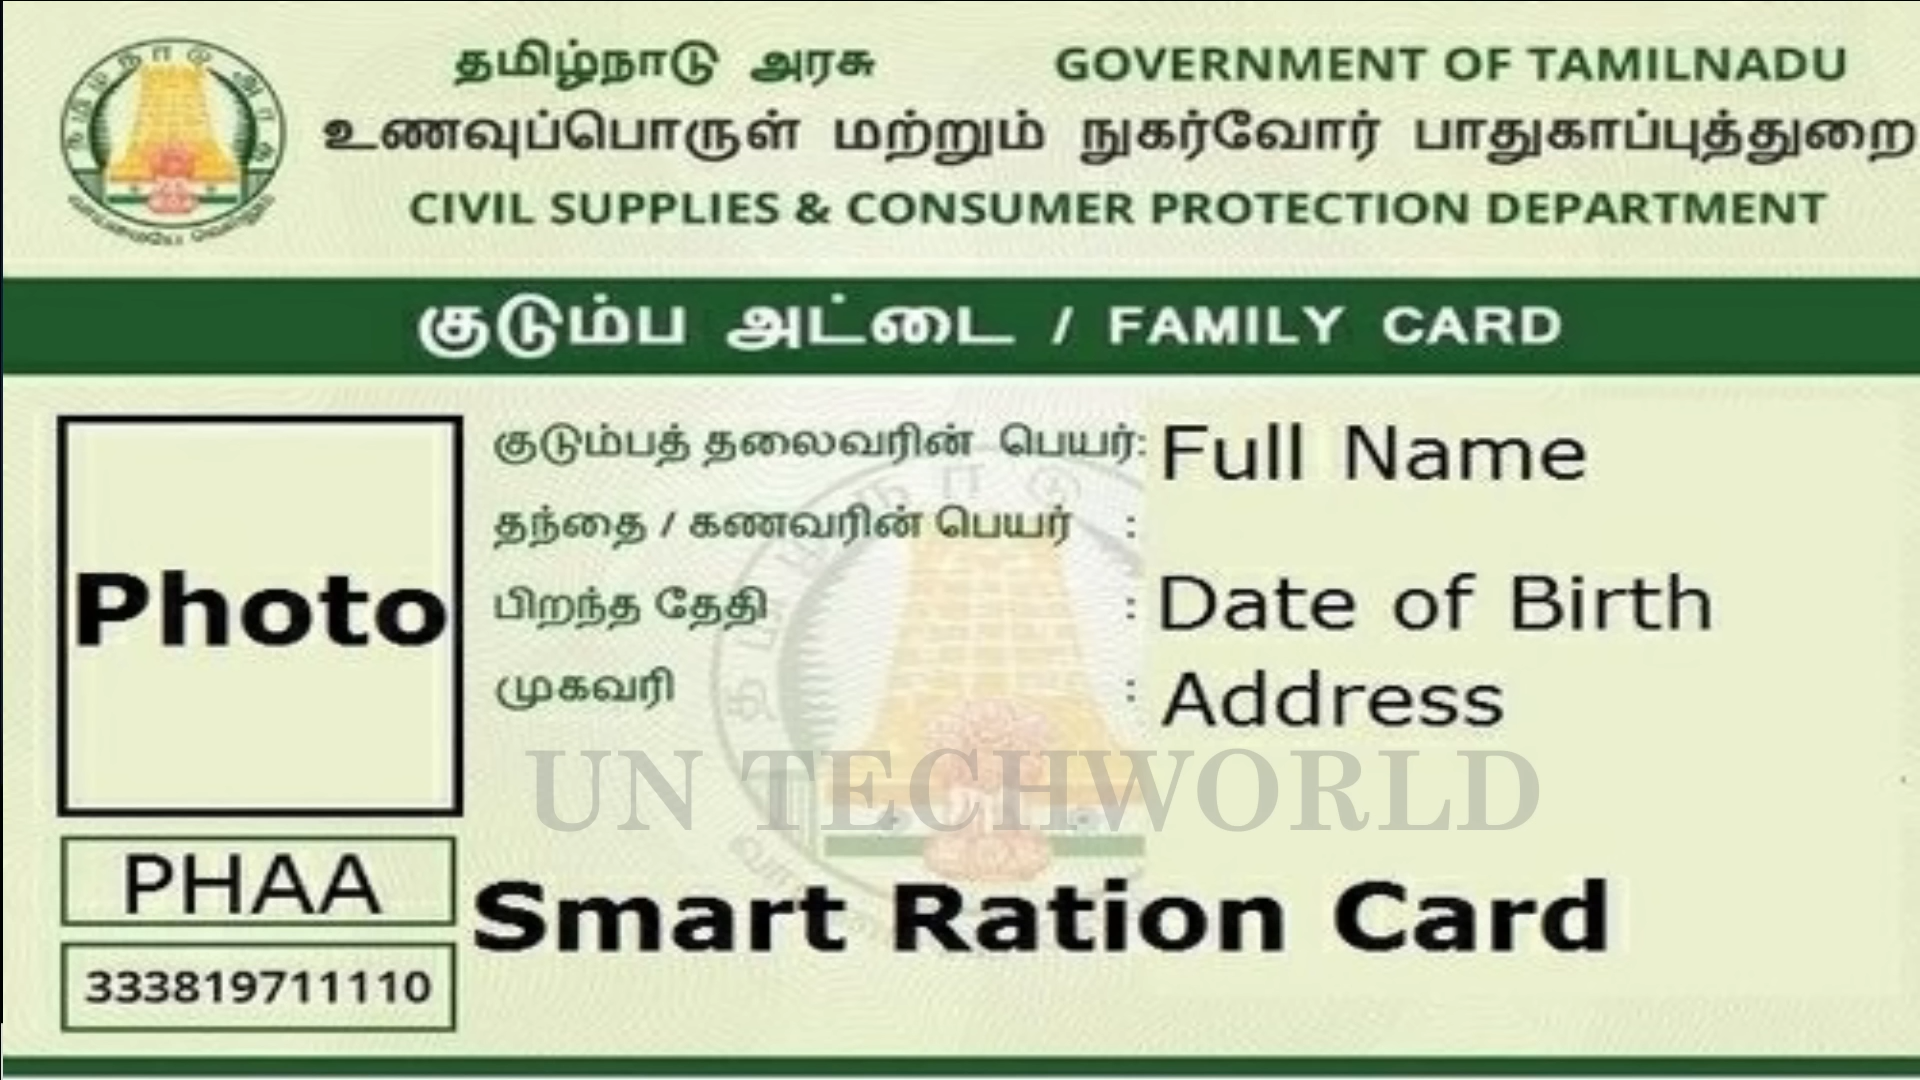 தமிழ்நாடு அரசு GOVERNMENT OF TAMILNADU
உணவுப்பொருள் மற்றும் நுகர்வோர் பாதுகாப்புத்துறை
CIVIL SUPPLIES & CONSUMER PROTECTION DEPARTMENT
குடும்ப அட்டை / FAMILY CARD
Photo
குடும்பத் தலைவரின் பெயர்: Full Name
தந்தை / கணவரின் பெயர் :
பிறந்த தேதி : Date of Birth
முகவரி : Address
UN TECHWORLD
PHAA
Smart Ration Card
333819711110